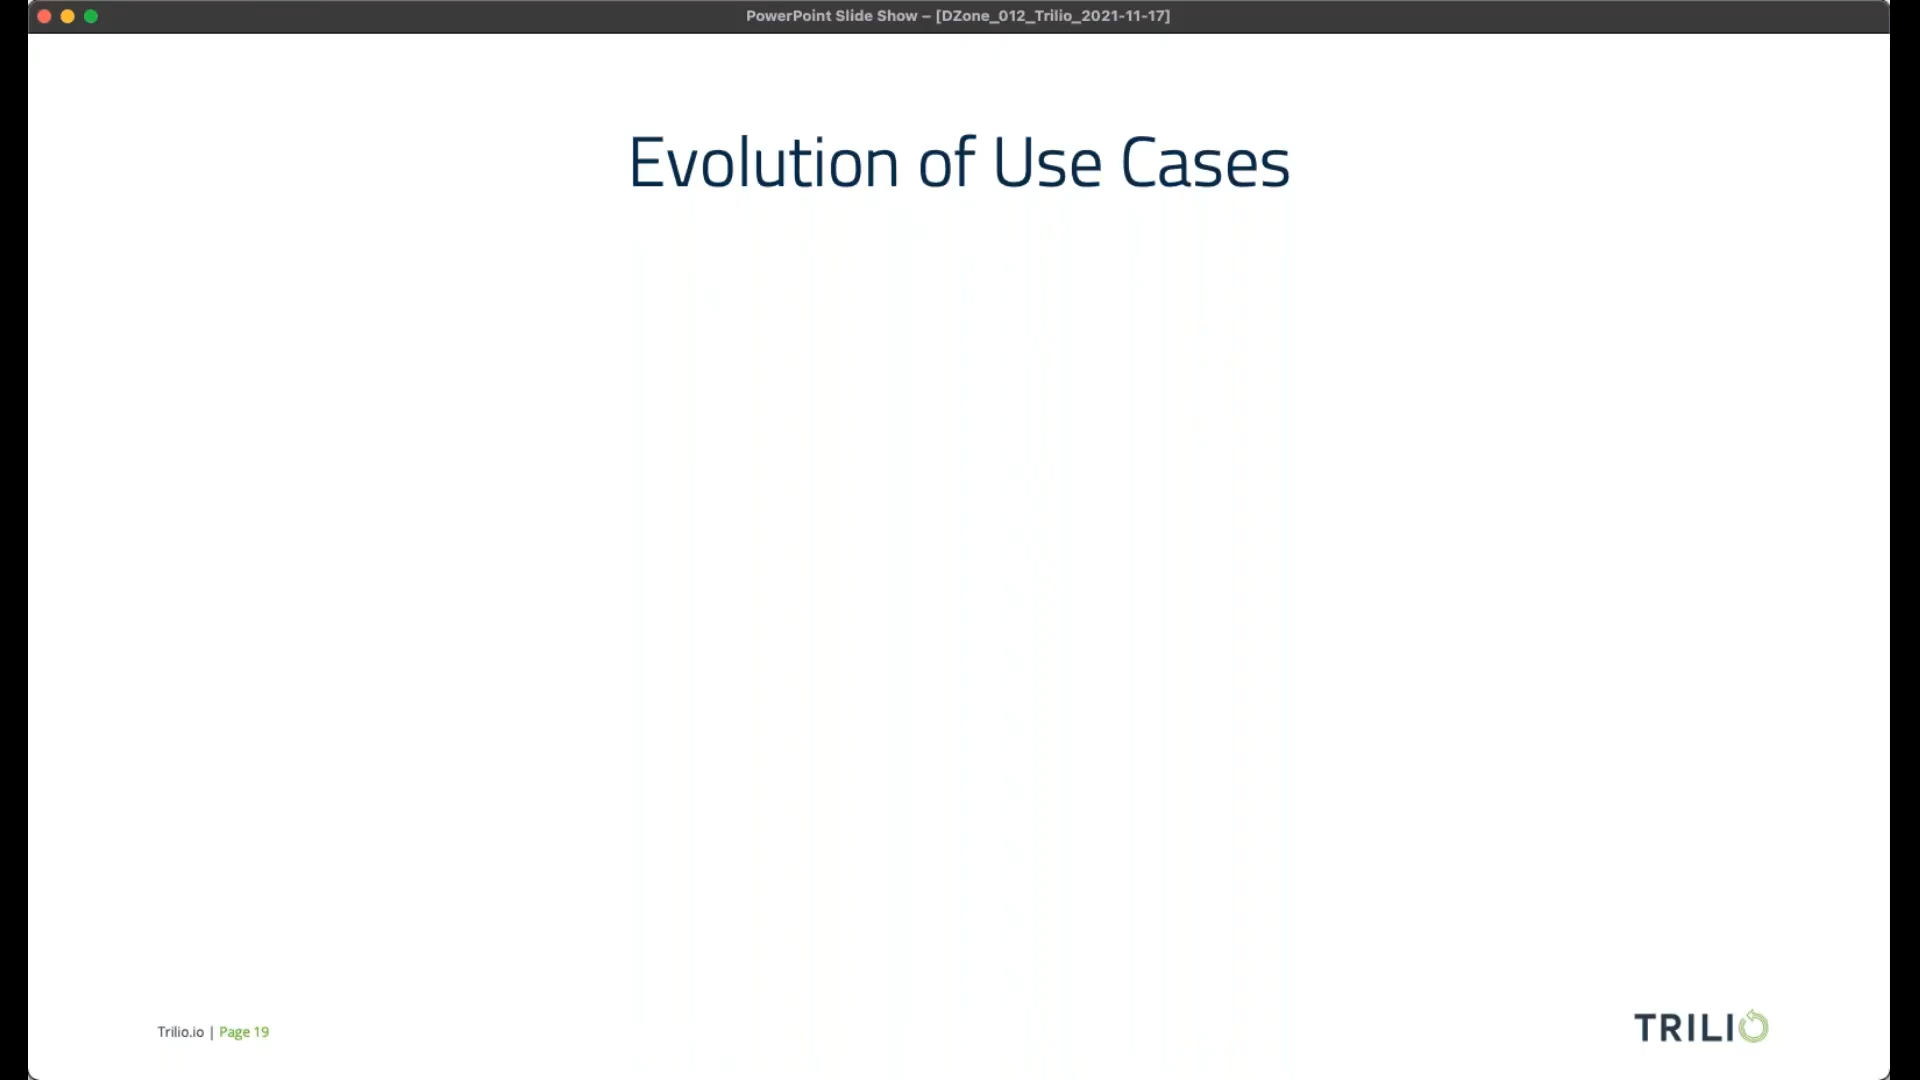 PowerPoint Slide Show – [DZone_012_Trilio_2021-11-17]
Evolution of Use Cases
Trilio.io | Page 19
TRILIO